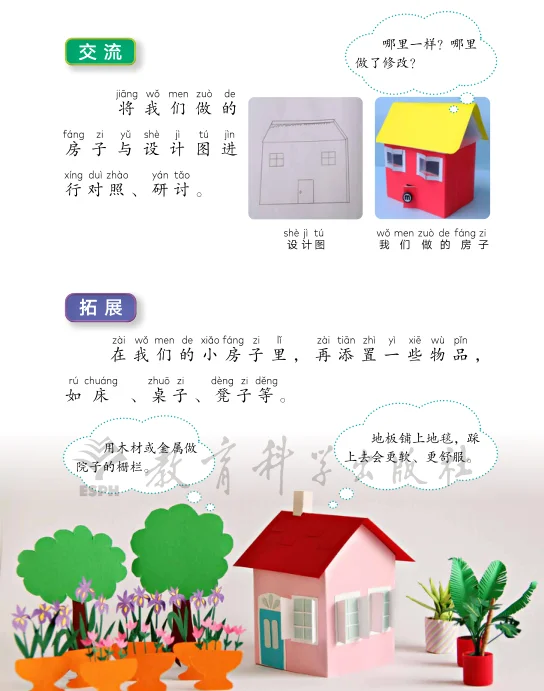 交流
哪里一样？哪里
做了修改？
jiāng wǒ men zuò de
将我们做的
fáng zi yǔ shè jì tú jìn
房子与设计图进
xíng duì zhào yán tǎo
行对照、研讨。
shè jì tú
设计图
wǒ men zuò de fáng zi
我们做的房子
拓展
zài wǒ men de xiǎo fáng zi lǐ zài tiān zhì yì xiē wù pǐn
在我们的小房子里，再添置一些物品，
rú chuáng zhuō zi dèng zi děng
如床、桌子、凳子等。
用木材或金属做
院子的栅栏。
地板铺上地毯，踩
上去会更软、更舒服。
教育科学出版社
ESPH